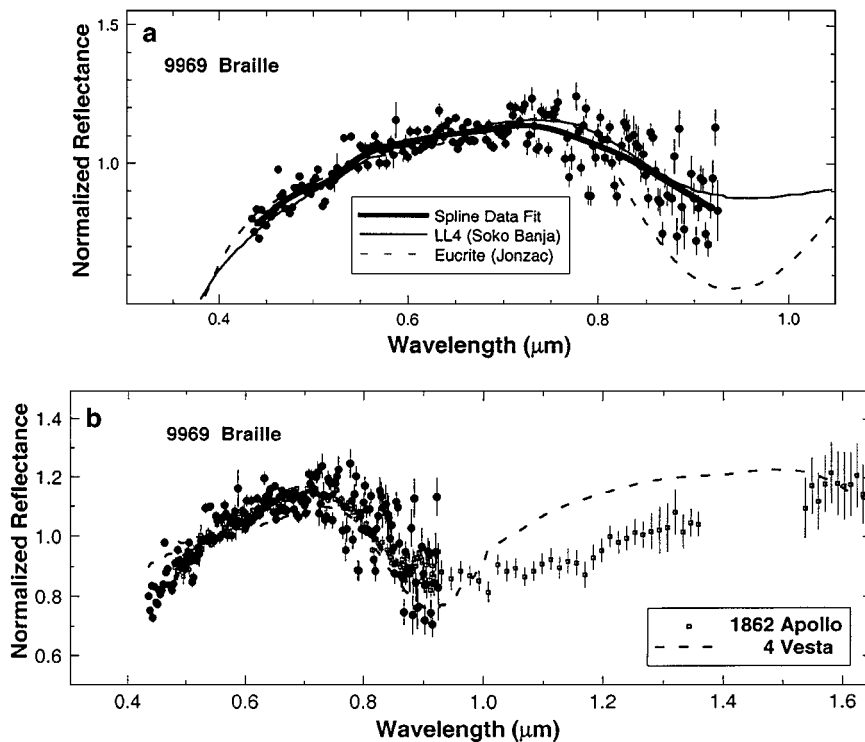 a
9969 Braille
1.5
1.0
Normalized Reflectance
Spline Data Fit
LL4 (Soko Banja)
Eucrite (Jonzac)
0.4
0.6
0.8
1.0
Wavelength (μm)
b
9969 Braille
1.4
1.2
1.0
0.8
0.6
Normalized Reflectance
1862 Apollo
4 Vesta
0.4
0.6
0.8
1.0
1.2
1.4
1.6
Wavelength (μm)